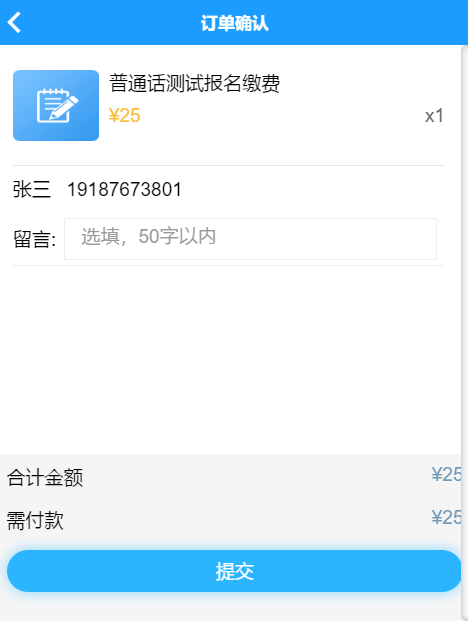 订单确认
普通话测试报名缴费
¥25 x1
张三 19187673801
留言: 选填，50字以内
合计金额 ¥25
需付款 ¥25
提交